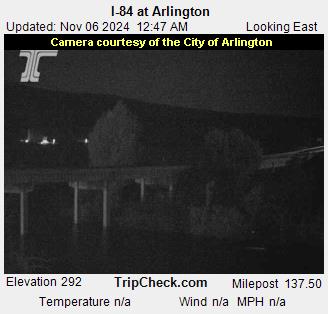 I-84 at Arlington
Updated: Nov 06 2024 12:47 AM Looking East
Camera courtesy of the City of Arlington
Elevation 292 TripCheck.com Milepost 137.50
Temperature n/a Wind n/a MPH n/a